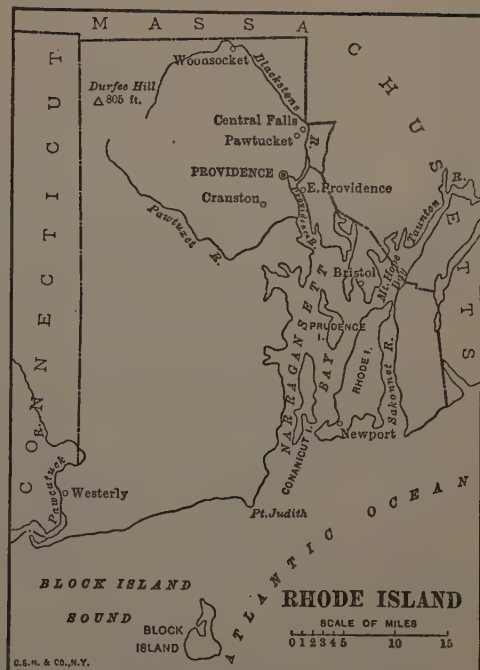 MASSACHUSETTS
CONNECTICUT
Woonsocket
Blackstone R.
Durfee Hill
△805 ft.
Central Falls
Pawtucket
PROVIDENCE
E. Providence
Cranston
Providence R.
Pawtuxet R.
Taunton R.
Bristol
Mt. Hope Bay
NARRAGANSETT BAY
PRUDENCE I.
RHODE I.
Sakonnet R.
CONANICUT I.
Newport
Pawcatuck R.
Westerly
Pt. Judith
ATLANTIC OCEAN
BLOCK ISLAND
SOUND
BLOCK
ISLAND
RHODE ISLAND
SCALE OF MILES
0 1 2 3 4 5 10 15
C.S.H. & CO., N.Y.